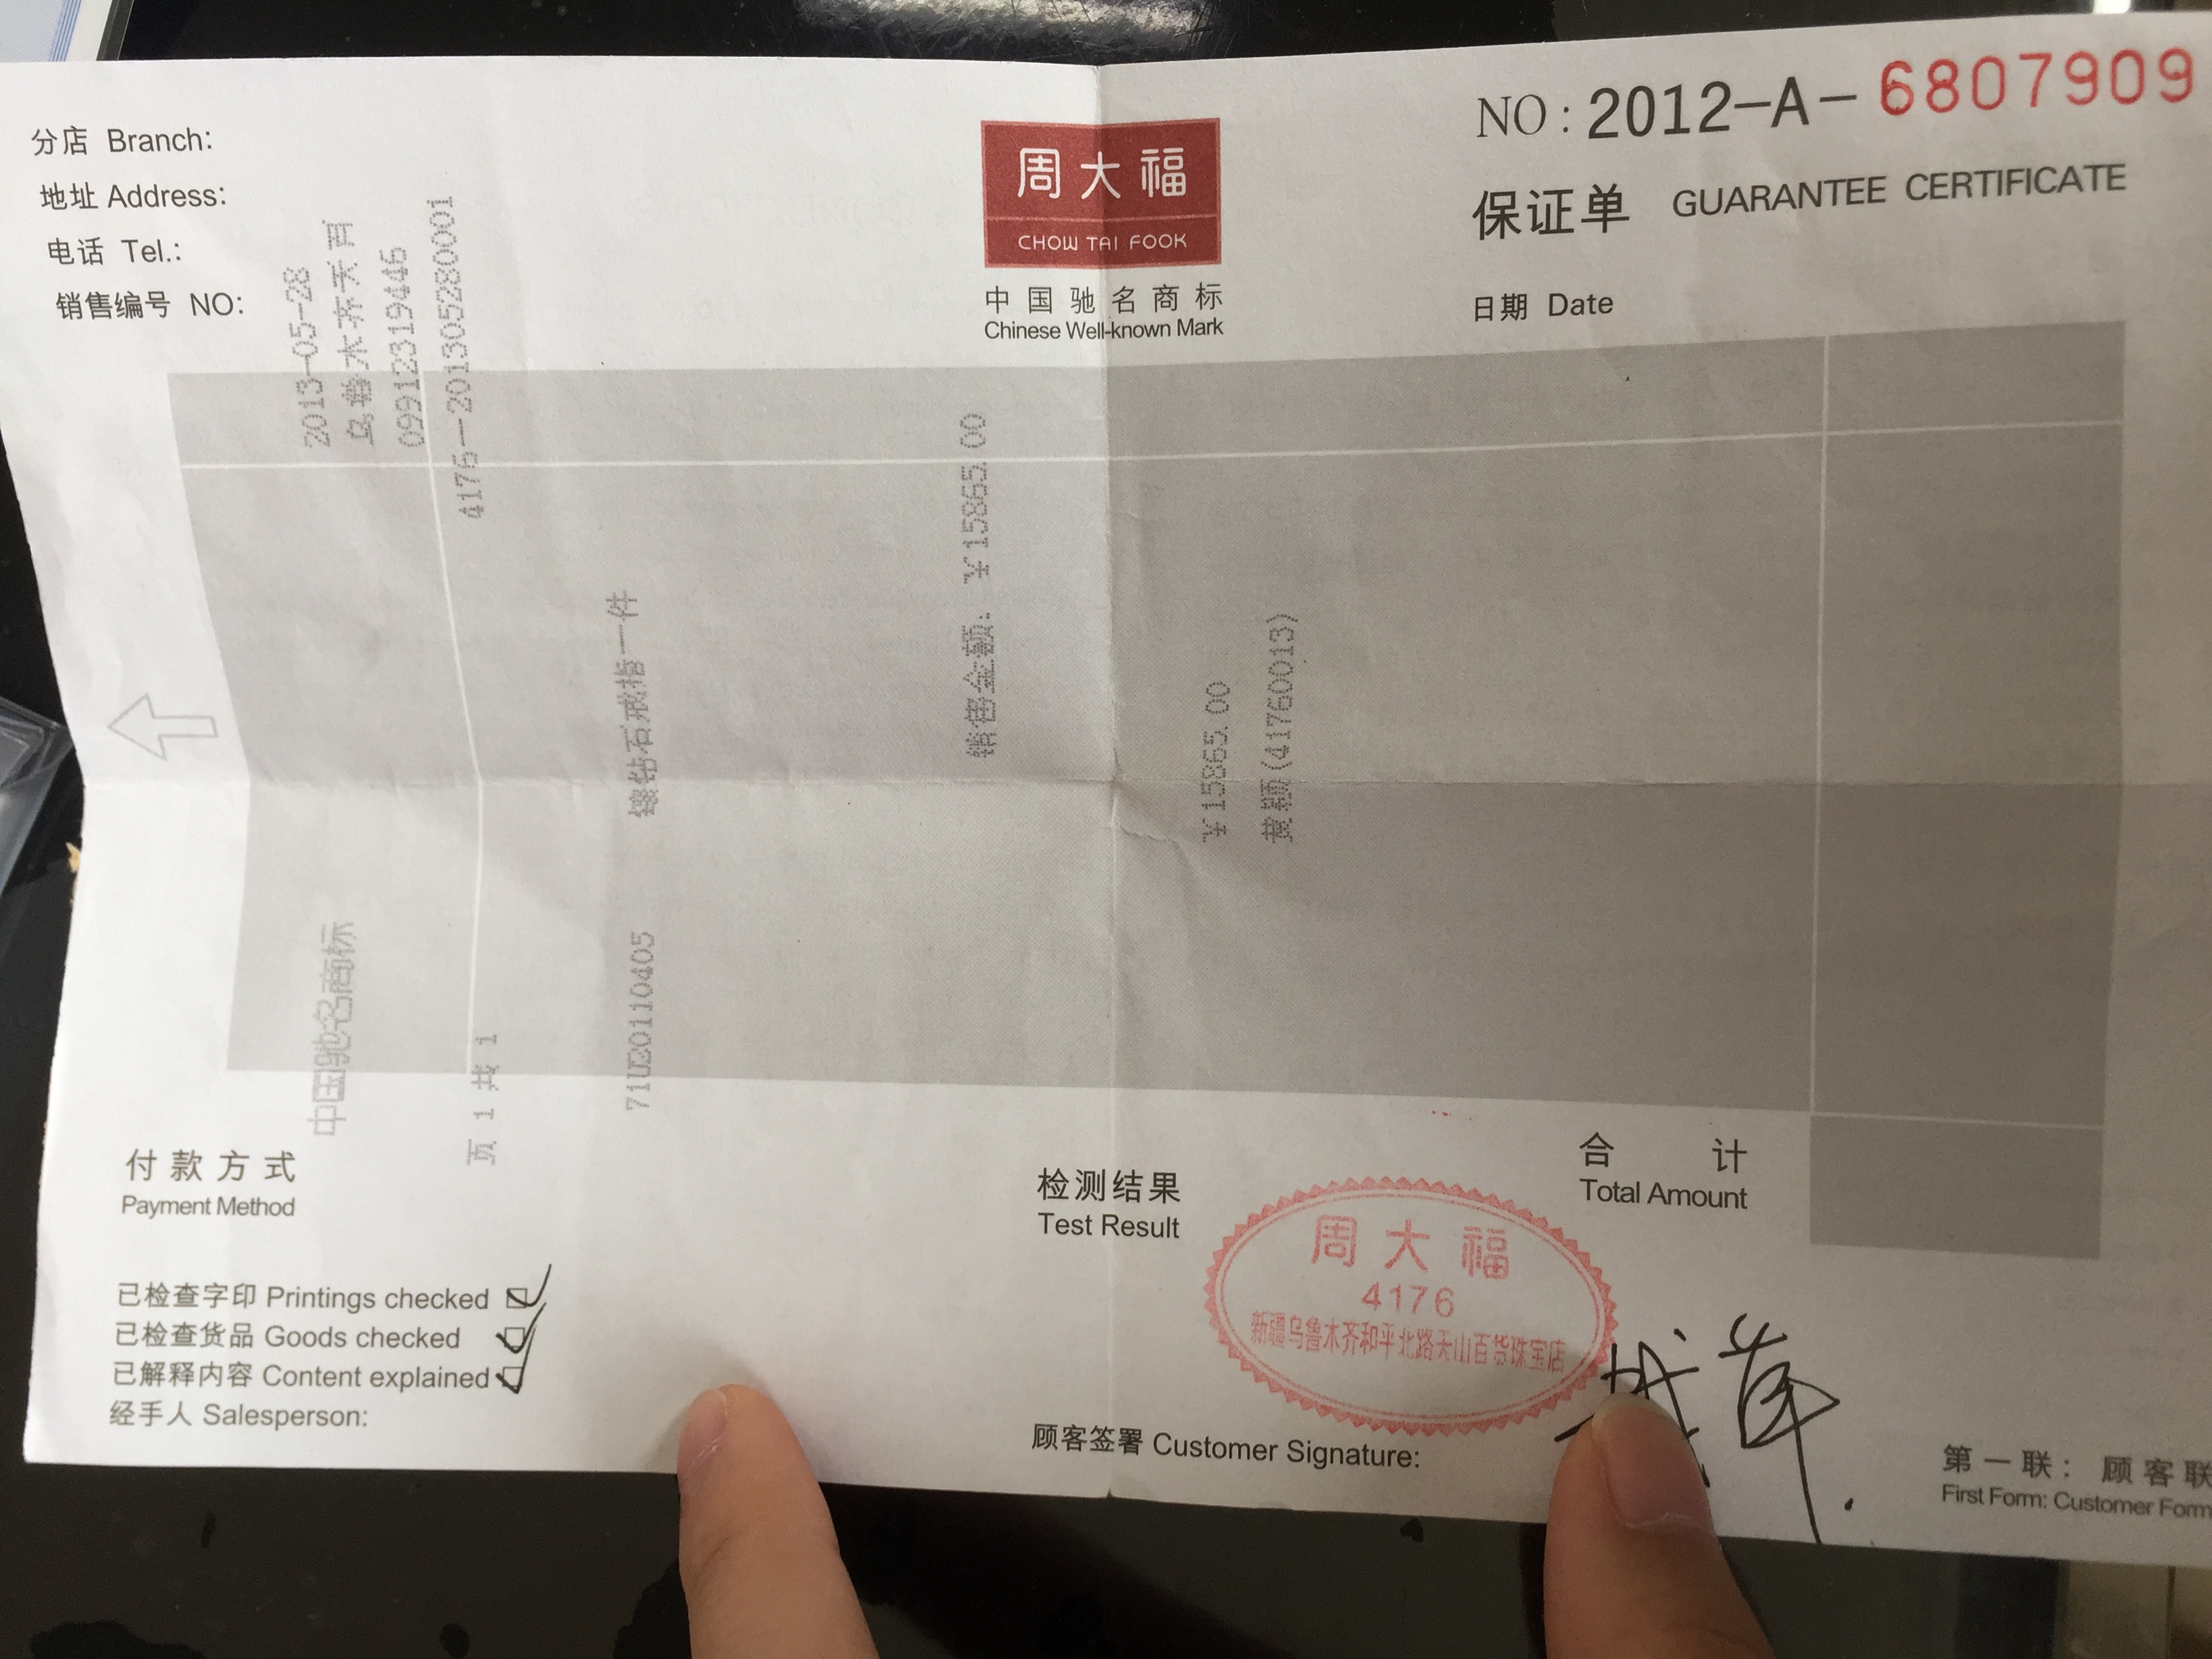 周大福
CHOW TAI FOOK
中国驰名商标
Chinese Well-known Mark
NO:2012-A-6807909
保证单 GUARANTEE CERTIFICATE
日期 Date
分店 Branch:
地址 Address:
电话 Tel.:
销售编号 NO:
2013-05-28
乌鲁木齐天百
09912319446
4176-201305280001
中国驰名商标
页 1 共 1
71U20110405
镶钻石戒指一件
销售金额: ¥15865.00
¥15865.00
黄颖(41760013)
付款方式
Payment Method
检测结果
Test Result
合计
Total Amount
已检查字印 Printings checked
已检查货品 Goods checked
已解释内容 Content explained
经手人 Salesperson:
顾客签署 Customer Signature:
周大福
4176
新疆乌鲁木齐和平北路天山百货珠宝店
第一联: 顾客联
First Form: Customer Form